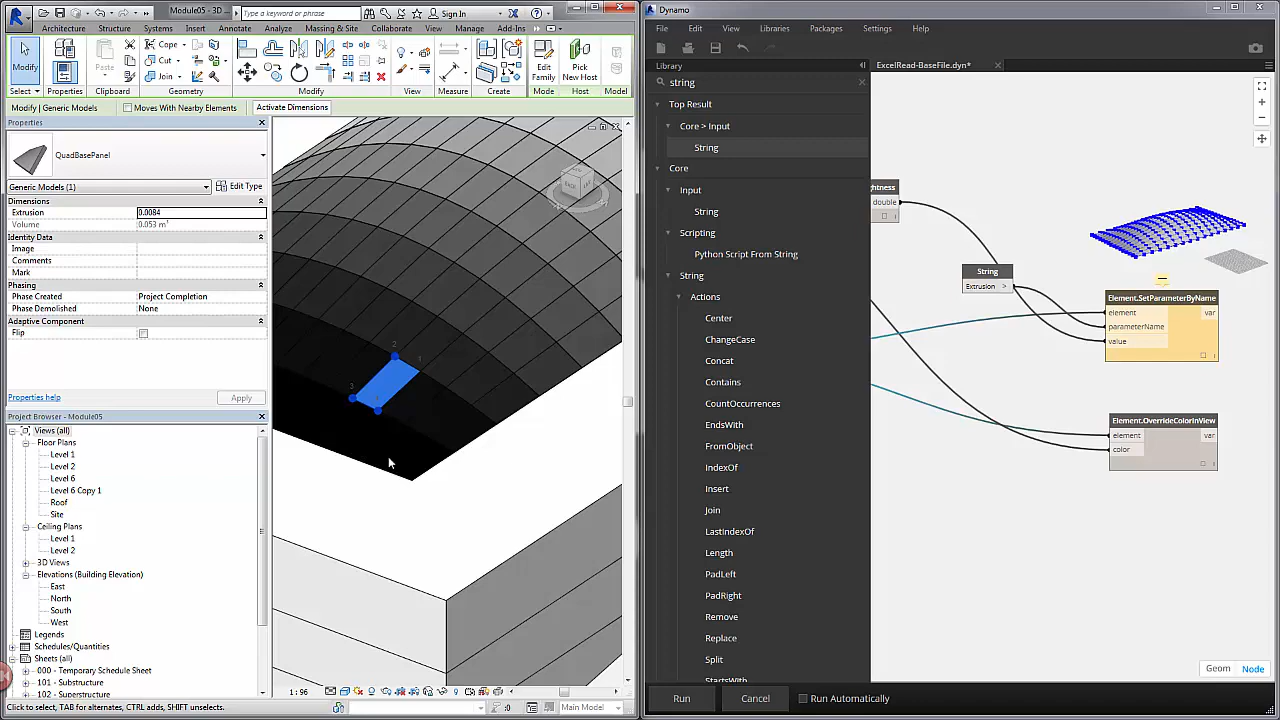 Module05 - 3D
Type a keyword or phrase
Sign In
Architecture Structure Systems Insert Annotate Analyze Massing & Site Collaborate View Manage Add-Ins
Modify
Paste
Cope
Cut
Join
Edit Family
Pick New Host
Select Properties Clipboard Geometry Modify View Measure Create Mode Host Model
Modify | Generic Models
Moves With Nearby Elements
Activate Dimensions
Properties
QuadBasePanel
Generic Models (1)
Edit Type
Dimensions
Extrusion 0.0084
Volume 0.053 m³
Identity Data
Image
Comments
Mark
Phasing
Phase Created Project Completion
Phase Demolished None
Adaptive Component
Flip
Properties help
Apply
Project Browser - Module05
Views (all)
Floor Plans
Level 1
Level 2
Level 6
Level 6 Copy 1
Roof
Site
Ceiling Plans
Level 1
Level 2
3D Views
Elevations (Building Elevation)
East
North
South
West
Legends
Schedules/Quantities
Sheets (all)
000 - Temporary Schedule Sheet
101 - Substructure
102 - Superstructure
BACK
2
1
3
1 : 96
Click to select, TAB for alternates, CTRL adds, SHIFT unselects.
:0
Main Model
Dynamo
File Edit View Libraries Packages Settings Help
Library
ExcelRead-BaseFile.dyn*
string
Top Result
Core > Input
String
Core
Input
String
Scripting
Python Script From String
String
Actions
Center
ChangeCase
Concat
Contains
CountOccurrences
EndsWith
FromObject
IndexOf
Insert
Join
LastIndexOf
Length
PadLeft
PadRight
Remove
Replace
Split
StartsWith
ghtness
double
String
Extrusion >
Element.SetParameterByName
element var
parameterName
value
Element.OverrideColorInView
element var
color
Geom Node
Run
Cancel
Run Automatically